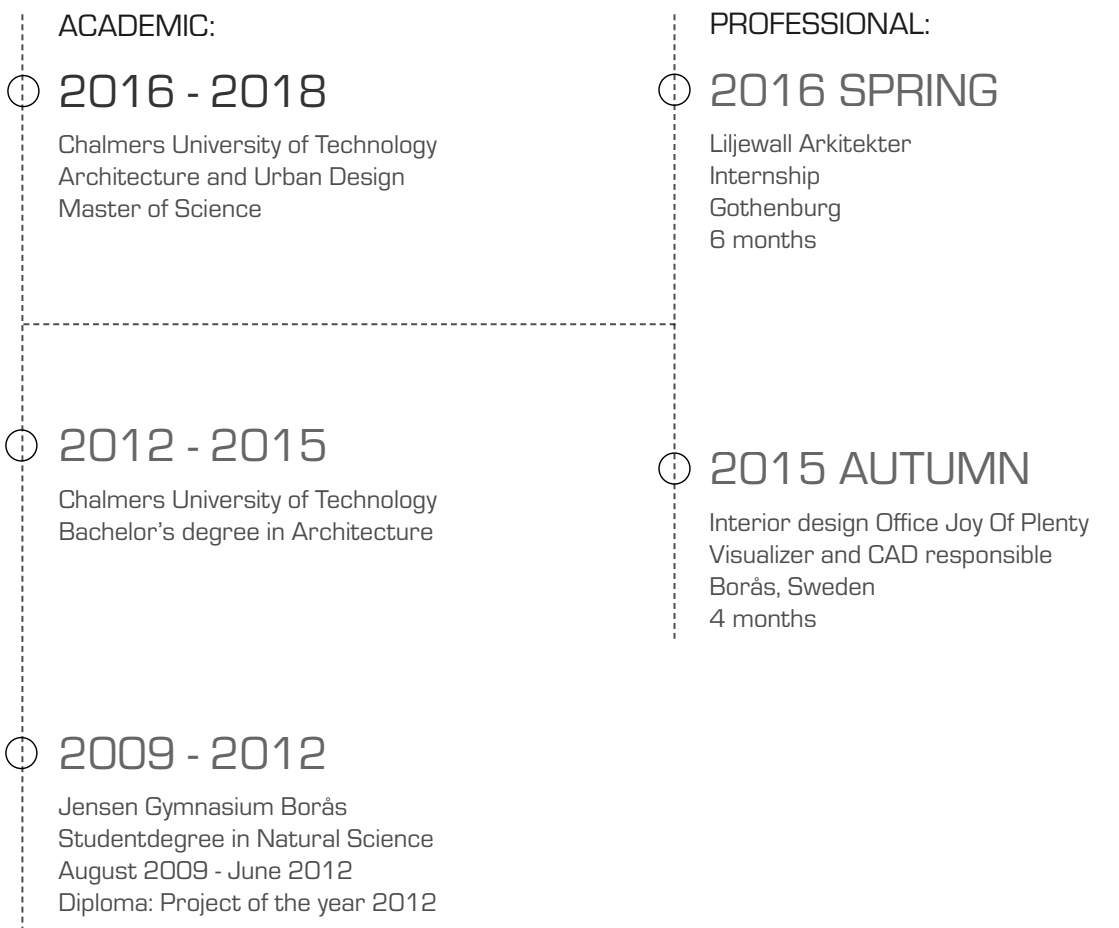 ACADEMIC:
2016 - 2018
Chalmers University of Technology
Architecture and Urban Design
Master of Science
2012 - 2015
Chalmers University of Technology
Bachelor’s degree in Architecture
2009 - 2012
Jensen Gymnasium Borås
Studentdegree in Natural Science
August 2009 - June 2012
Diploma: Project of the year 2012
PROFESSIONAL:
2016 SPRING
Liljewall Arkitekter
Internship
Gothenburg
6 months
2015 AUTUMN
Interior design Office Joy Of Plenty
Visualizer and CAD responsible
Borås, Sweden
4 months